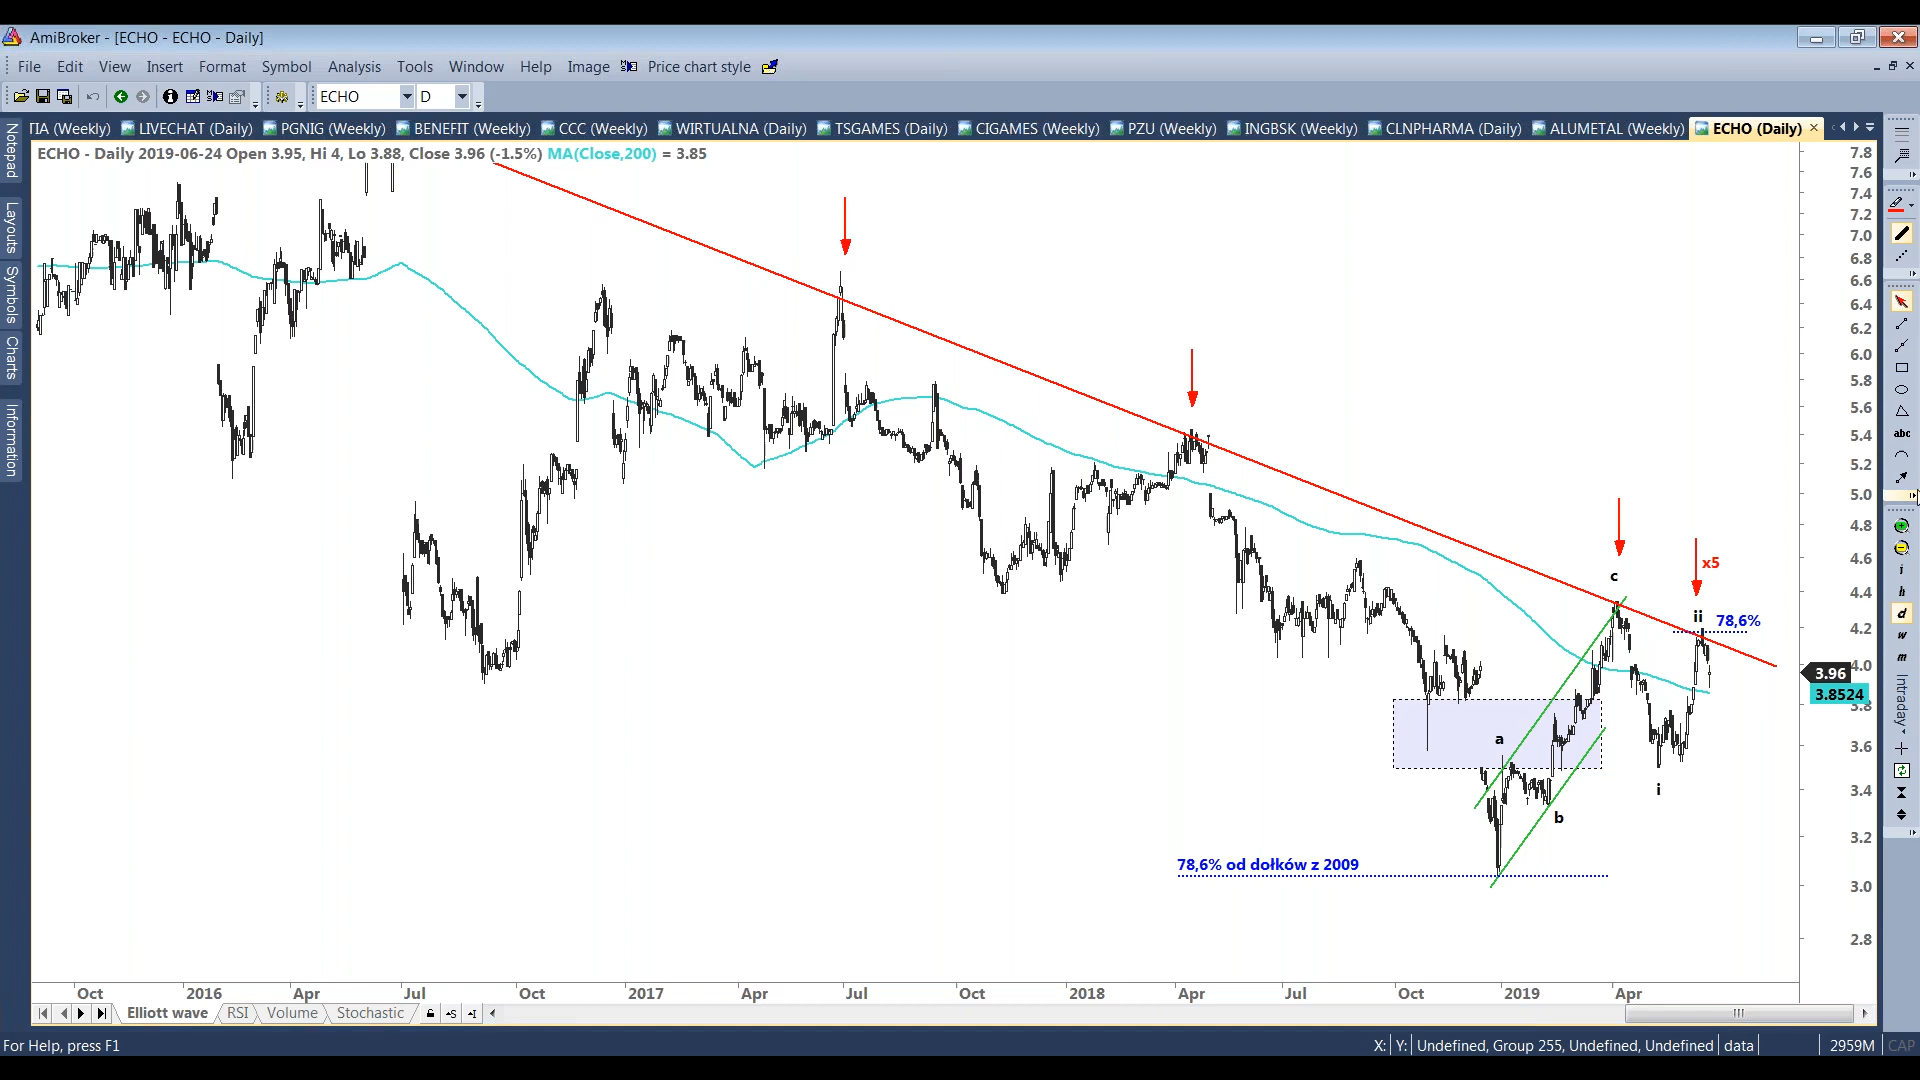 AmiBroker - [ECHO - ECHO - Daily]
File Edit View Insert Format Symbol Analysis Tools Window Help Image Price chart style
ECHO D
TIA (Weekly) LIVECHAT (Daily) PGNIG (Weekly) BENEFIT (Weekly) CCC (Weekly) WIRTUALNA (Daily) TSGAMES (Daily) CIGAMES (Weekly) PZU (Weekly) INGBSK (Weekly) CLNPHARMA (Daily) ALUMETAL (Weekly) ECHO (Daily)
ECHO - Daily 2019-06-24 Open 3.95, Hi 4, Lo 3.88, Close 3.96 (-1.5%) MA(Close,200) = 3.85
Notepad
Layouts
Symbols
Charts
Information
7.8
7.6
7.4
7.2
7.0
6.8
6.6
6.4
6.2
6.0
5.8
5.6
5.4
5.2
5.0
4.8
4.6
4.4
4.2
4.0
3.96
3.8524
3.8
3.6
3.4
3.2
3.0
2.8
x5
c
ii 78,6%
a
i
b
78,6% od dołków z 2009
abc
i
h
d
w
m
Intraday
Oct 2016 Apr Jul Oct 2017 Apr Jul Oct 2018 Apr Jul Oct 2019 Apr
Elliott wave RSI Volume Stochastic
For Help, press F1
X: Y: Undefined, Group 255, Undefined, Undefined data 2959M CAP